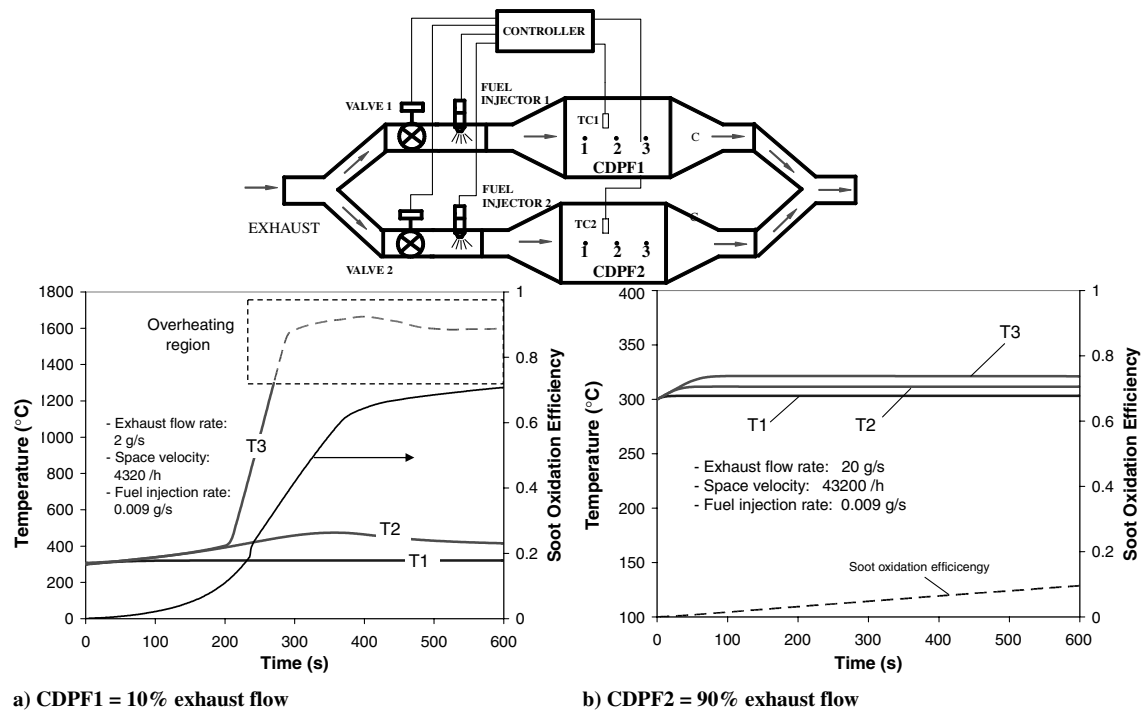 CONTROLLER
FUEL
INJECTOR 1
VALVE 1
TC1
1 2 3
CDPF1
C
FUEL
INJECTOR 2
EXHAUST
TC2
C
VALVE 2
1 2 3
CDPF2
1800
1600
1400
1200
1000
800
600
400
200
0
Temperature (°C)
Overheating
region
- Exhaust flow rate:
2 g/s
- Space velocity:
4320 /h
- Fuel injection rate:
0.009 g/s
T3
T2
T1
1
0.8
0.6
0.4
0.2
0
Soot Oxidation Efficiency
0 100 200 300 400 500 600
Time (s)
a) CDPF1 = 10% exhaust flow
400
350
300
250
200
150
100
Temperature (°C)
T3
T1
T2
- Exhaust flow rate: 20 g/s
- Space velocity: 43200 /h
- Fuel injection rate: 0.009 g/s
Soot oxidation efficicengy
1
0.8
0.6
0.4
0.2
0
Soot Oxidation Efficiency
0 200 400 600
Time (s)
b) CDPF2 = 90% exhaust flow